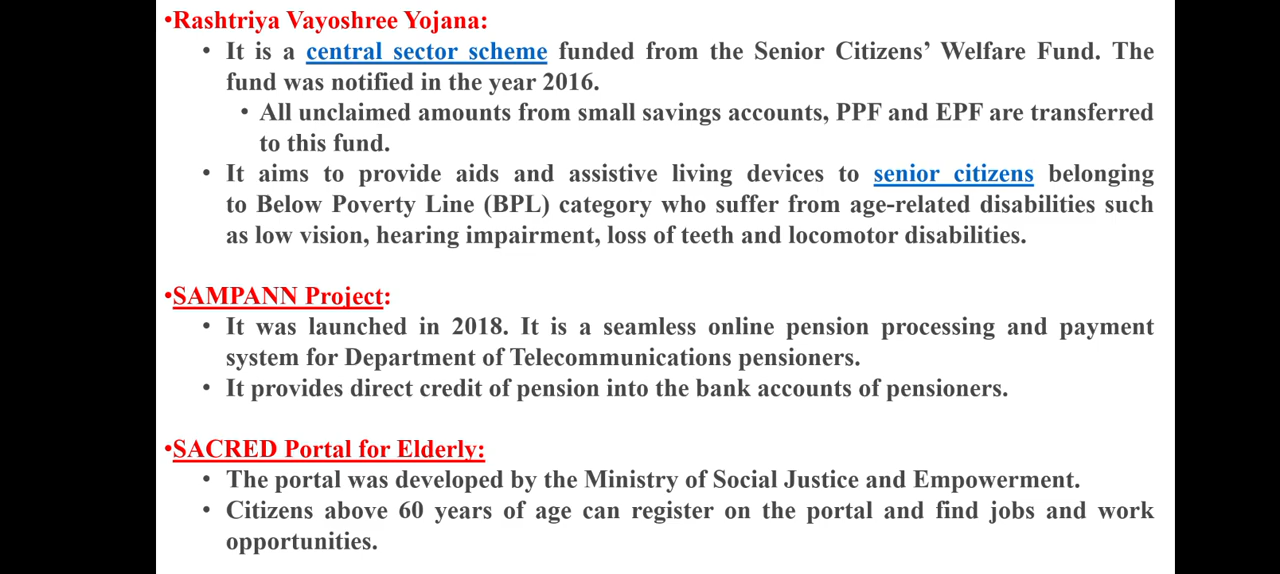 •Rashtriya Vayoshree Yojana:
• It is a central sector scheme funded from the Senior Citizens’ Welfare Fund. The
fund was notified in the year 2016.
• All unclaimed amounts from small savings accounts, PPF and EPF are transferred
to this fund.
• It aims to provide aids and assistive living devices to senior citizens belonging
to Below Poverty Line (BPL) category who suffer from age-related disabilities such
as low vision, hearing impairment, loss of teeth and locomotor disabilities.
•SAMPANN Project:
• It was launched in 2018. It is a seamless online pension processing and payment
system for Department of Telecommunications pensioners.
• It provides direct credit of pension into the bank accounts of pensioners.
•SACRED Portal for Elderly:
• The portal was developed by the Ministry of Social Justice and Empowerment.
• Citizens above 60 years of age can register on the portal and find jobs and work
opportunities.